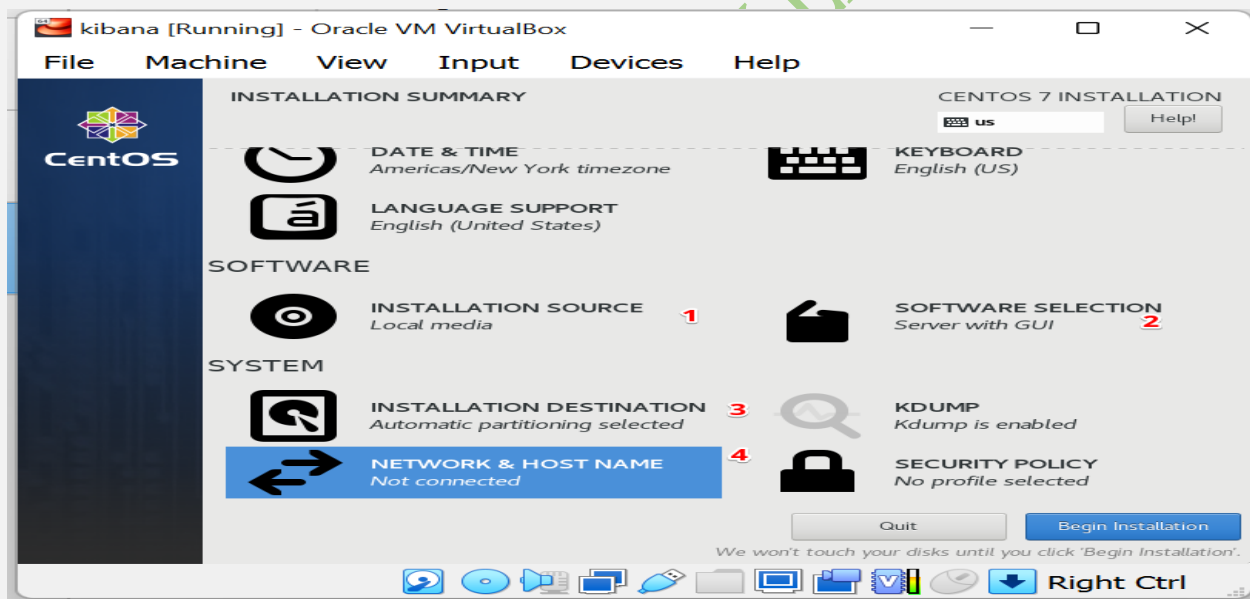 kibana [Running] - Oracle VM VirtualBox
File Machine View Input Devices Help
INSTALLATION SUMMARY
CENTOS 7 INSTALLATION
us
Help!
CentOS
DATE & TIME
Americas/New York timezone
KEYBOARD
English (US)
á
LANGUAGE SUPPORT
English (United States)
SOFTWARE
INSTALLATION SOURCE
Local media
1
SOFTWARE SELECTION
Server with GUI
2
SYSTEM
INSTALLATION DESTINATION
Automatic partitioning selected
3
KDUMP
Kdump is enabled
NETWORK & HOST NAME
Not connected
4
SECURITY POLICY
No profile selected
Quit
Begin Installation
We won't touch your disks until you click 'Begin Installation'.
Right Ctrl